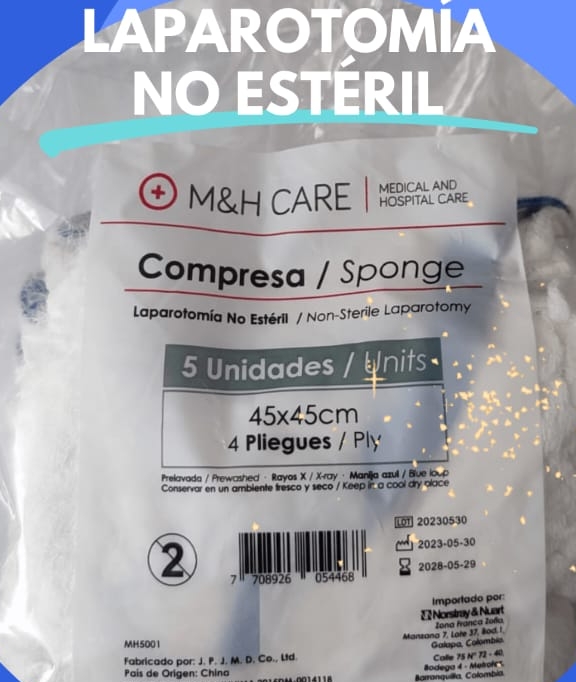 LAPAROTOMÍA
NO ESTÉRIL
M&H CARE
MEDICAL AND
HOSPITAL CARE
Compresa / Sponge
Laparotomía No Estéril / Non-Sterile Laparotomy
5 Unidades / Units
45x45cm
4 Pliegues / Ply
Prelavada / Prewashed · Rayos X / X-ray · Manija azul / Blue loop
Conservar en un ambiente fresco y seco / Keep in a cool dry place
2
7 708926 054468
LOT 20230530
2023-05-30
2028-05-29
Importado por:
Norstray & Nuart
Zona Franca Zofia,
Manzana 7, Lote 37, Bod.1,
Galapa, Colombia.
Calle 75 N° 72 - 40,
Bodega 4 -
Barranquilla, Colombia.
MH5001
Fabricado por: J. P. J. M. D. Co., Ltd.
País de Origen: China